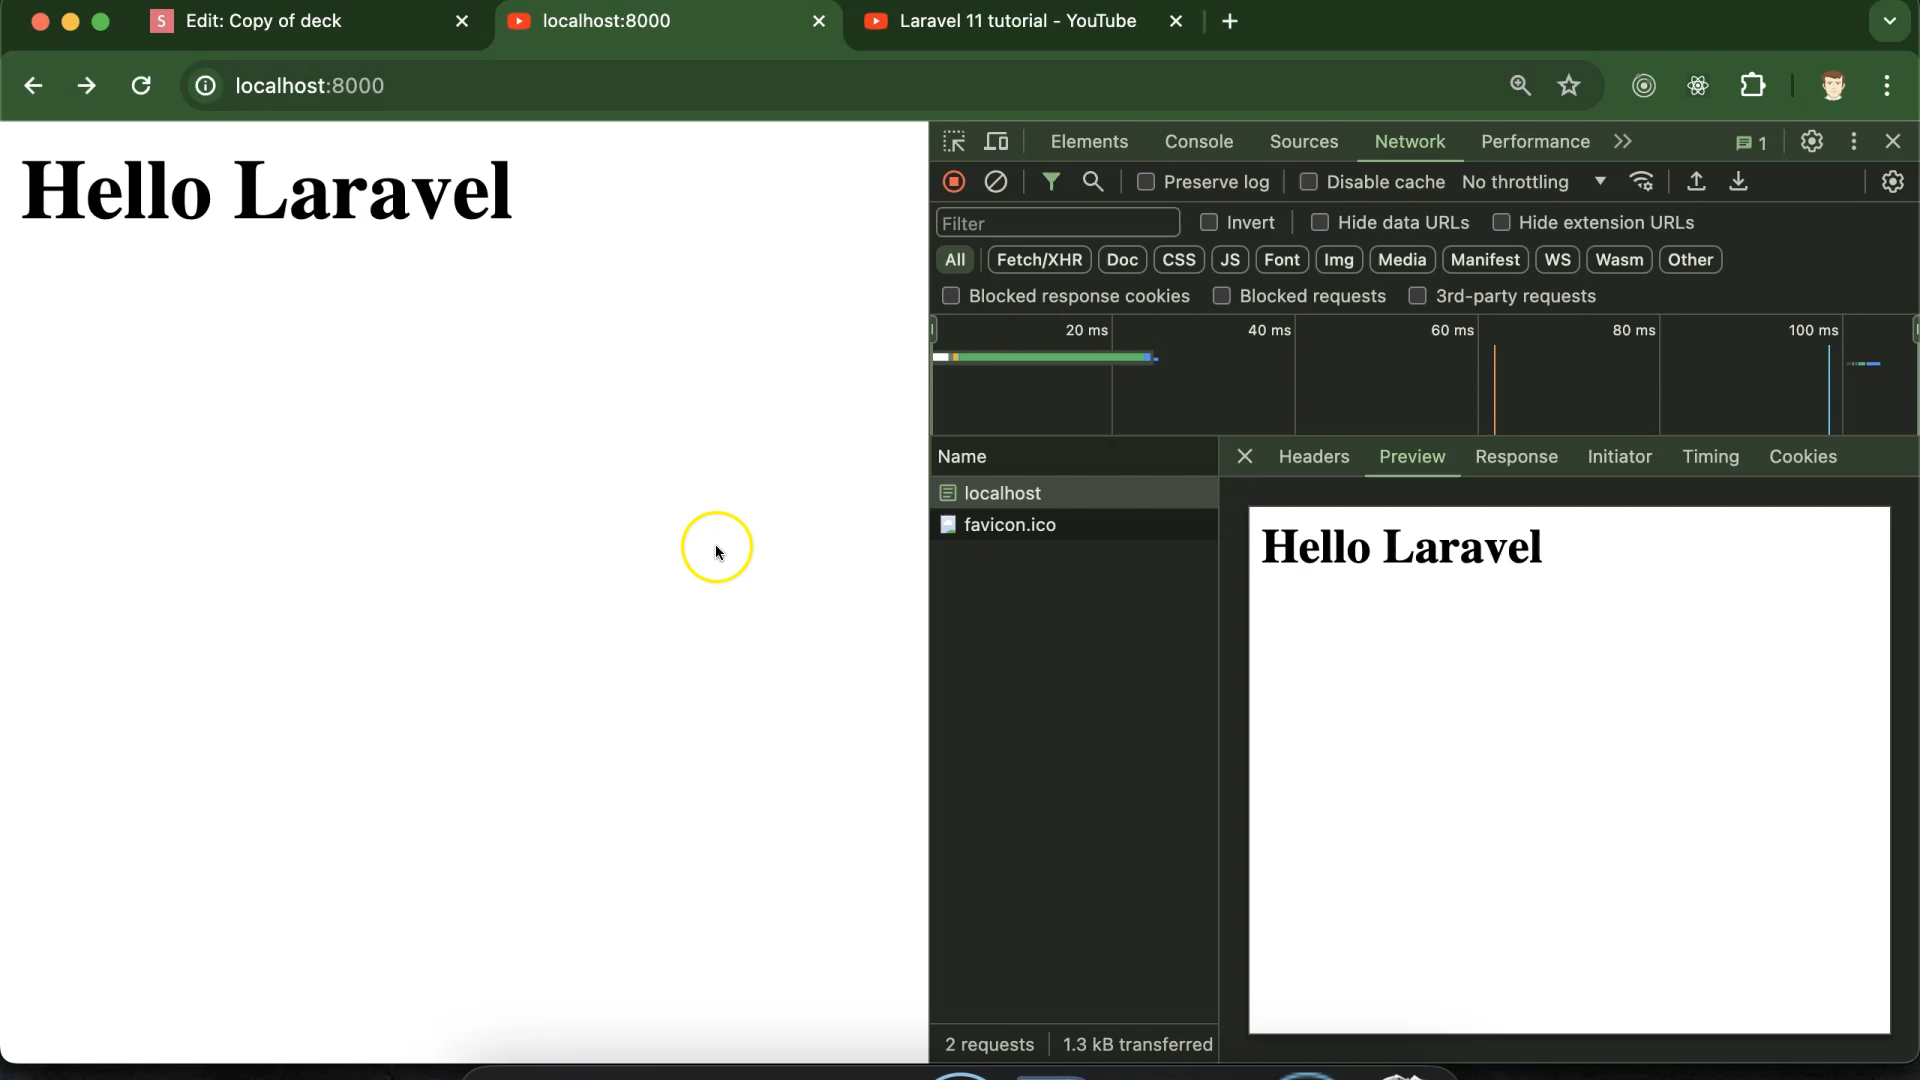 S Edit: Copy of deck
localhost:8000
Laravel 11 tutorial - YouTube
localhost:8000
Hello Laravel
Elements Console Sources Network Performance 1
Preserve log Disable cache No throttling
Filter Invert Hide data URLs Hide extension URLs
All Fetch/XHR Doc CSS JS Font Img Media Manifest WS Wasm Other
Blocked response cookies Blocked requests 3rd-party requests
20 ms 40 ms 60 ms 80 ms 100 ms
Name
Headers Preview Response Initiator Timing Cookies
localhost
favicon.ico
Hello Laravel
2 requests 1.3 kB transferred